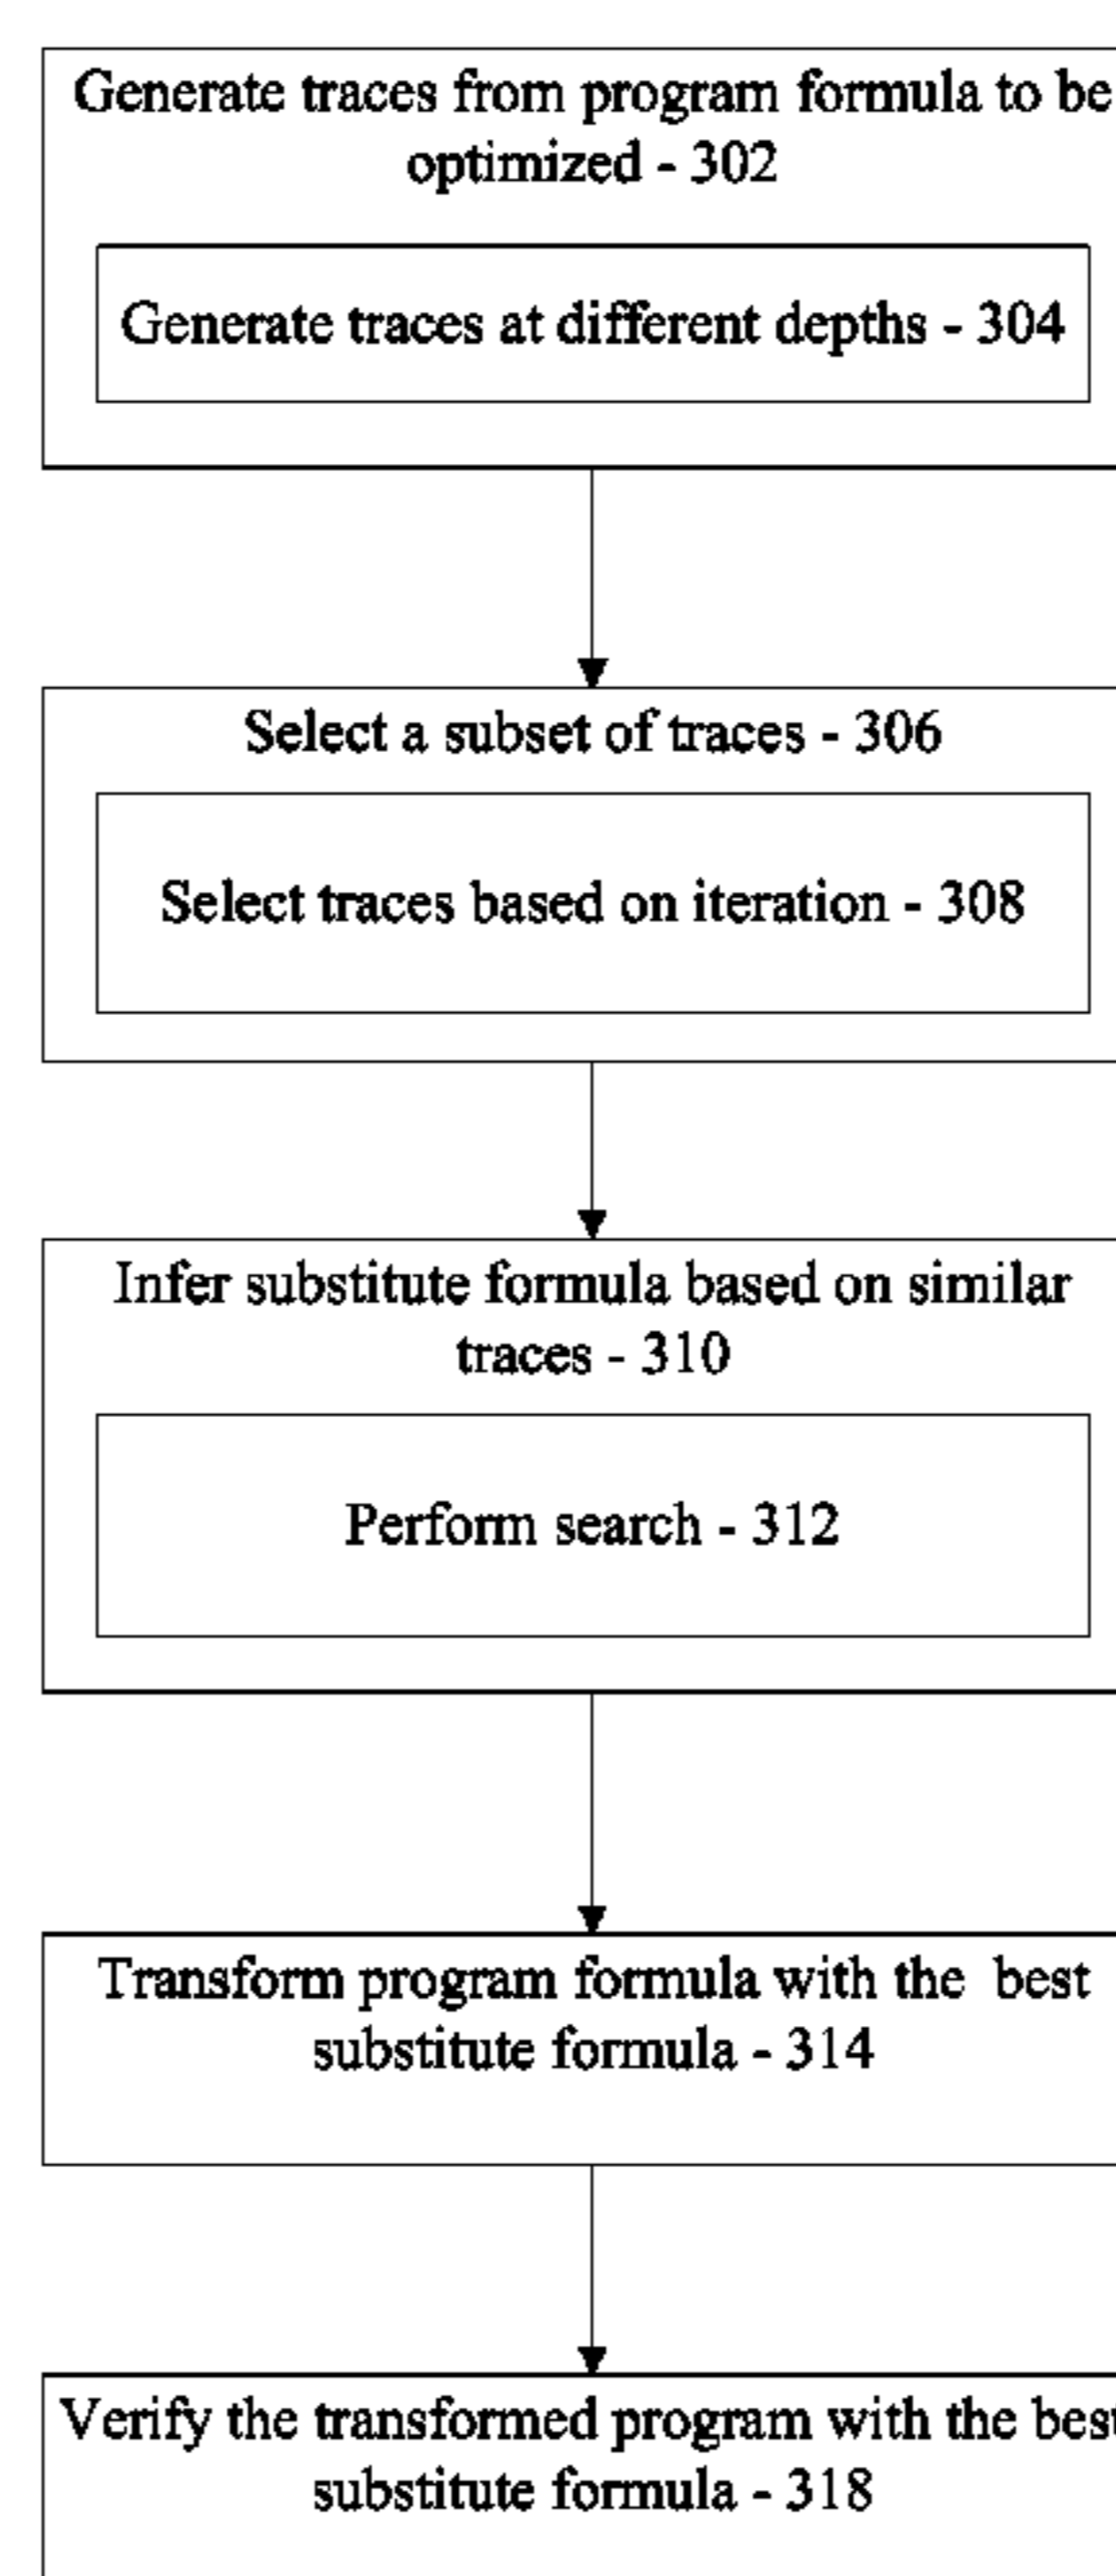 Generate traces from program formula to be
optimized - 302
Generate traces at different depths - 304
Select a subset of traces - 306
Select traces based on iteration - 308
Infer substitute formula based on similar
traces - 310
Perform search - 312
Transform program formula with the best
substitute formula - 314
Verify the transformed program with the best
substitute formula - 318